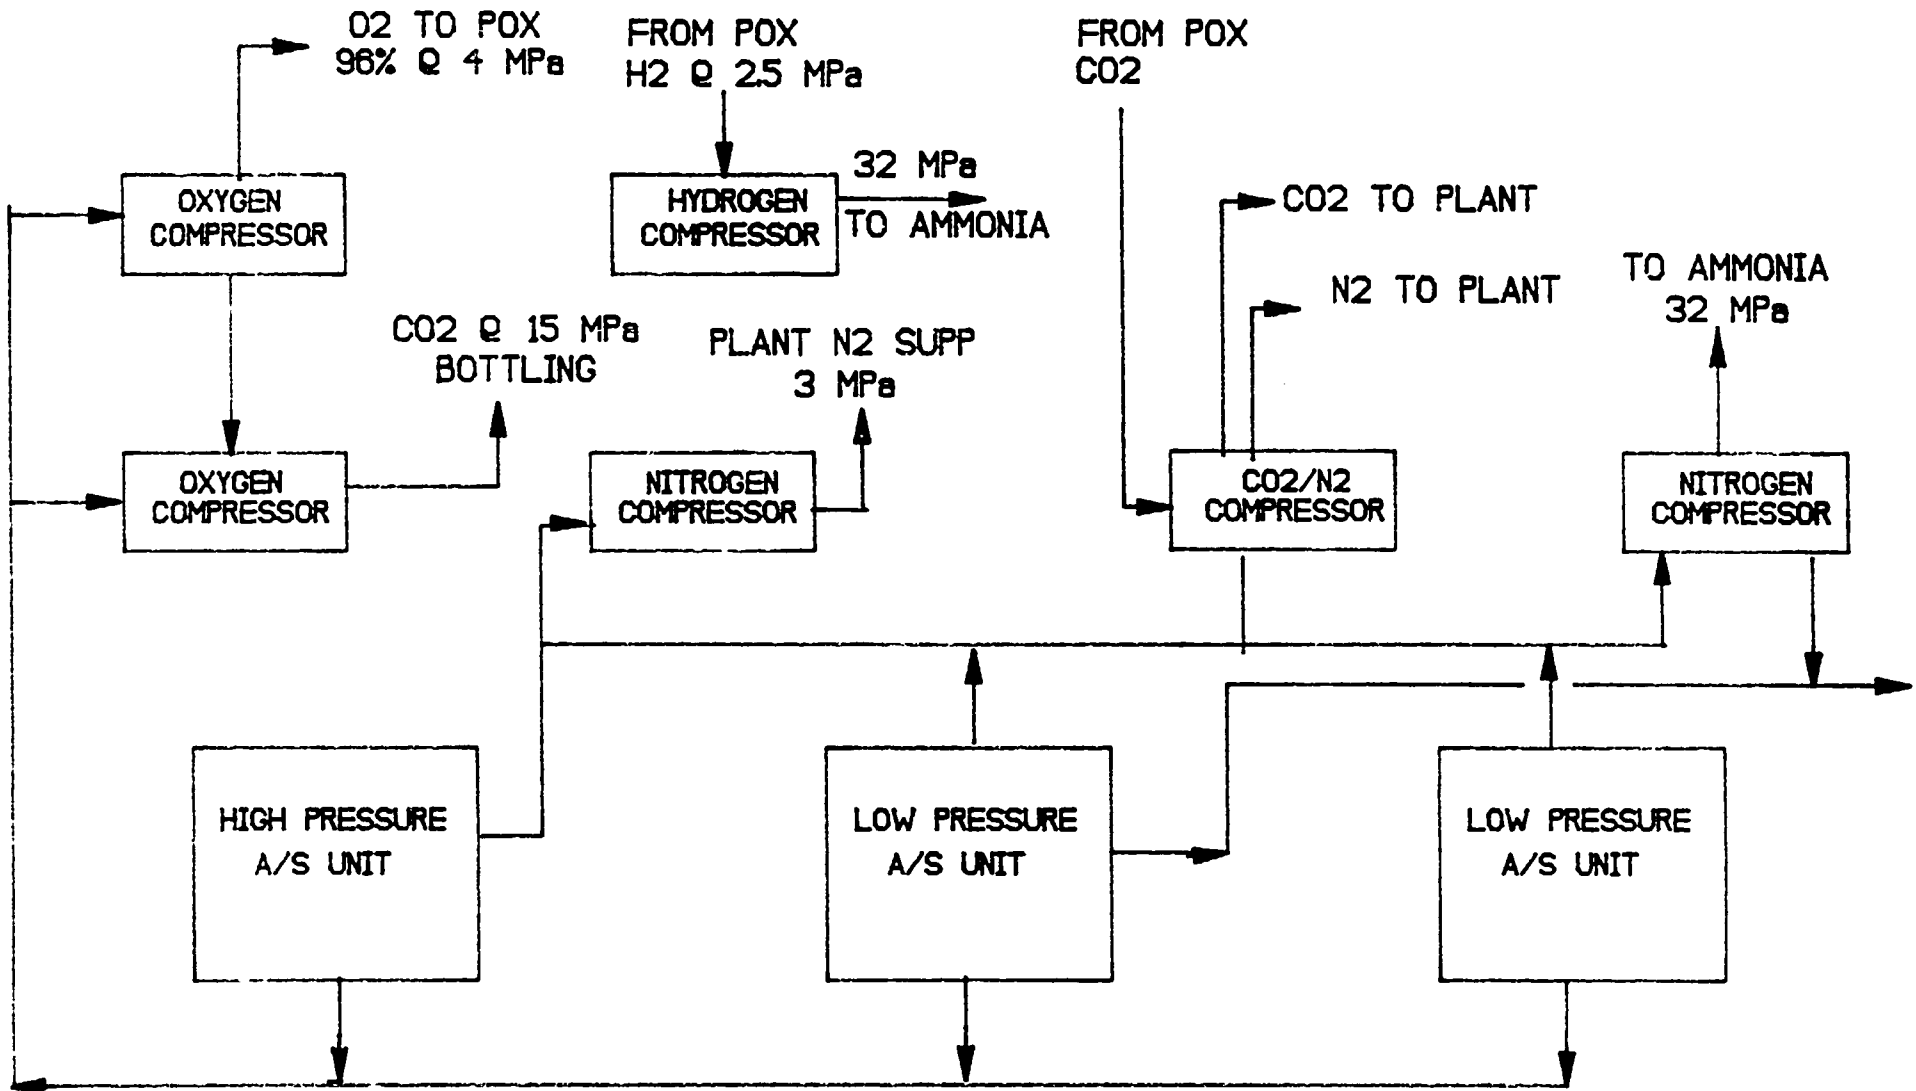 O2 TO POX
96% @ 4 MPa
FROM POX
H2 @ 2.5 MPa
FROM POX
CO2
OXYGEN
COMPRESSOR
HYDROGEN
COMPRESSOR
32 MPa
TO AMMONIA
CO2 TO PLANT
N2 TO PLANT
TO AMMONIA
32 MPa
CO2 @ 15 MPa
BOTTLING
PLANT N2 SUPP
3 MPa
OXYGEN
COMPRESSOR
NITROGEN
COMPRESSOR
CO2/N2
COMPRESSOR
NITROGEN
COMPRESSOR
HIGH PRESSURE
A/S UNIT
LOW PRESSURE
A/S UNIT
LOW PRESSURE
A/S UNIT